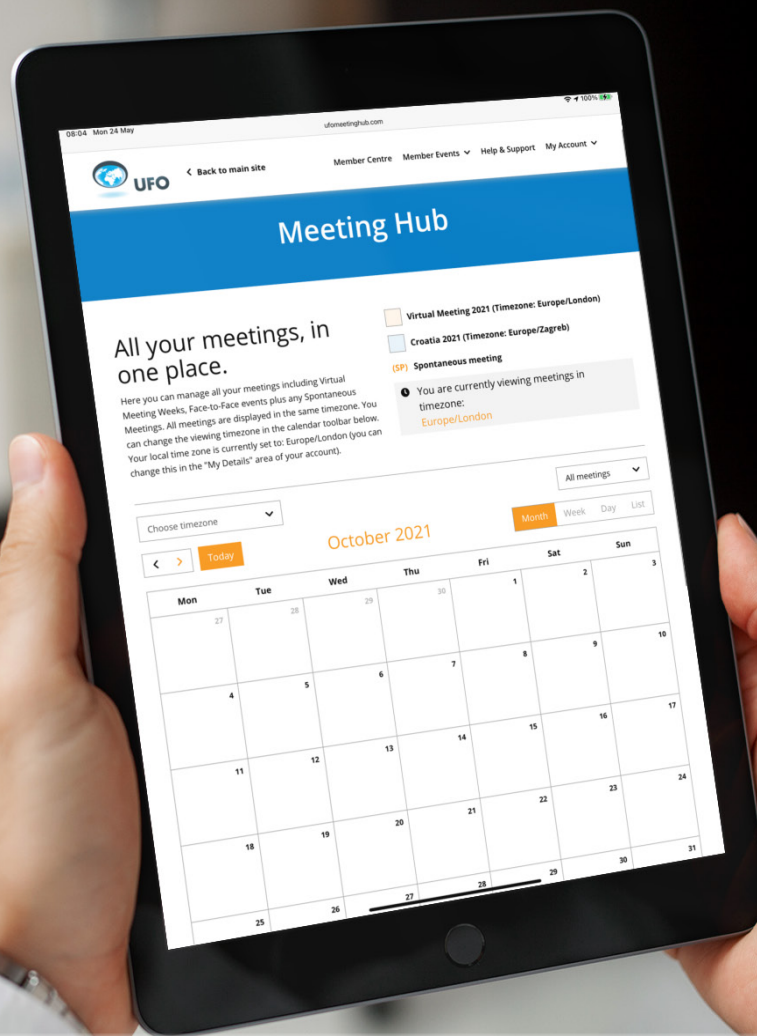 08:04 Mon 24 May
ufomeetinghub.com
100%
UFO
Back to main site
Member Centre
Member Events
Help & Support
My Account
Meeting Hub
All your meetings, in
one place.
Here you can manage all your meetings including Virtual
Meeting Weeks, Face-to-Face events plus any Spontaneous
Meetings. All meetings are displayed in the same timezone. You
can change the viewing timezone in the calendar toolbar below.
Your local time zone is currently set to: Europe/London (you can
change this in the "My Details" area of your account).
Virtual Meeting 2021 (Timezone: Europe/London)
Croatia 2021 (Timezone: Europe/Zagreb)
(SP) Spontaneous meeting
You are currently viewing meetings in
timezone:
Europe/London
Choose timezone
All meetings
Today
October 2021
Month Week Day List
Mon Tue Wed Thu Fri Sat Sun
27 28 29 30 1 2 3
4 5 6 7 8 9 10
11 12 13 14 15 16 17
18 19 20 21 22 23 24
25 26 27 28 29 30 31